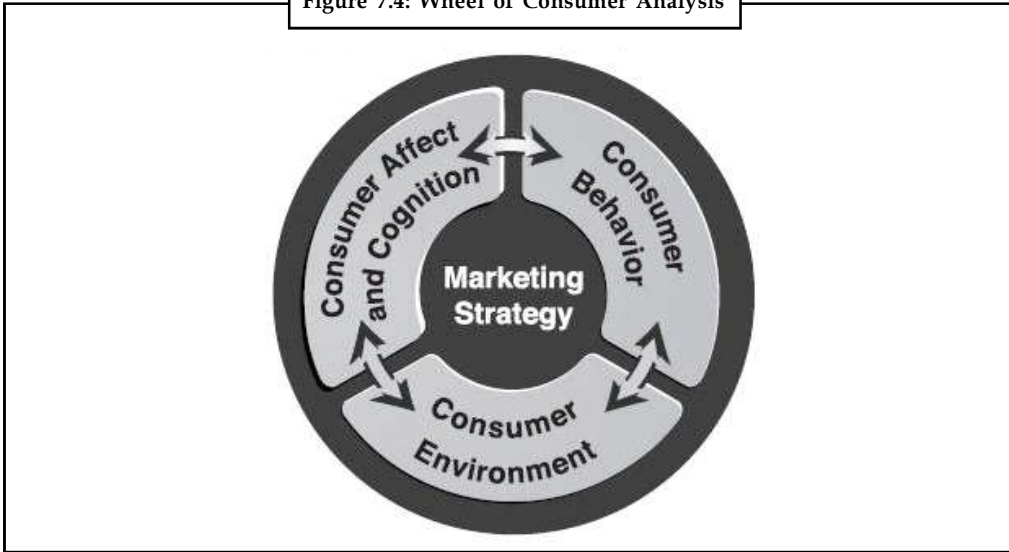 Figure 7.4: Wheel of Consumer Analysis
Consumer Affect
and Cognition
Consumer
Behavior
Marketing
Strategy
Consumer
Environment